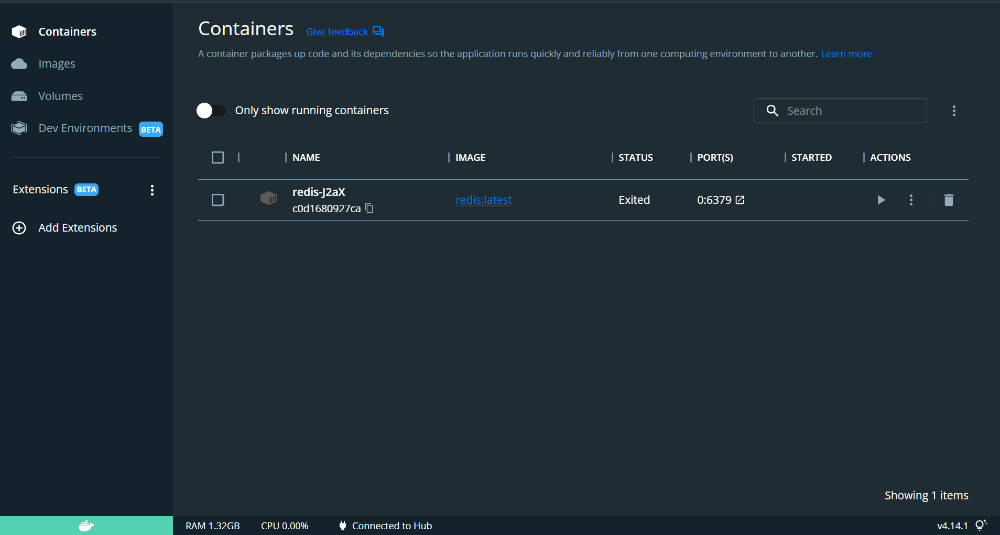 Containers
Images
Volumes
Dev Environments BETA
Extensions BETA
Add Extensions
Containers Give feedback
A container packages up code and its dependencies so the application runs quickly and reliably from one computing environment to another. Learn more
Only show running containers
Search
NAME IMAGE STATUS PORT(S) STARTED ACTIONS
redis-J2aX
c0d1680927ca
redis:latest Exited 0:6379
Showing 1 items
RAM 1.32GB CPU 0.00% Connected to Hub v4.14.1